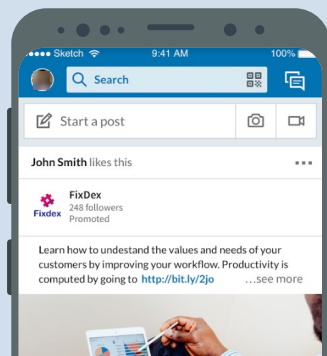 Sketch 9:41 AM 100%
Search
Start a post
John Smith likes this
FixDex
248 followers
Fixdex
Promoted
Learn how to undestand the values and needs of your
customers by improving your workflow. Productivity is
computed by going to http://bit.ly/2jo ...see more